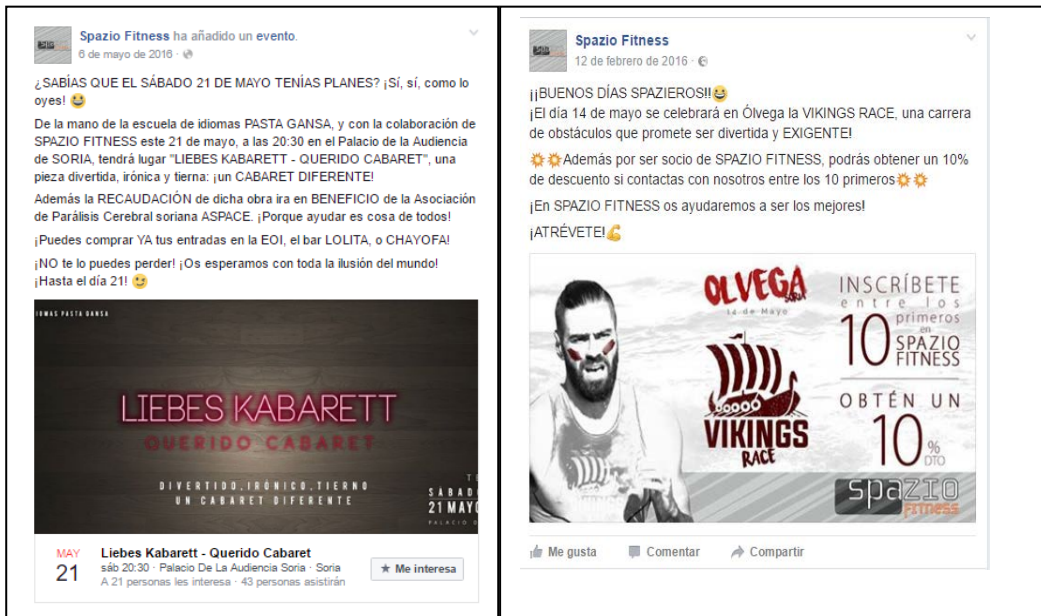 Spazio Fitness ha añadido un evento.
6 de mayo de 2016
¿SABÍAS QUE EL SÁBADO 21 DE MAYO TENÍAS PLANES? ¡Sí, sí, como lo
oyes!
De la mano de la escuela de idiomas PASTA GANSA, y con la colaboración de
SPAZIO FITNESS este 21 de mayo, a las 20:30 en el Palacio de la Audiencia
de SORIA, tendrá lugar "LIEBES KABARETT - QUERIDO CABARET", una
pieza divertida, irónica y tierna: ¡un CABARET DIFERENTE!
Además la RECAUDACIÓN de dicha obra ira en BENEFICIO de la Asociación
de Parálisis Cerebral soriana ASPACE. ¡Porque ayudar es cosa de todos!
¡Puedes comprar YA tus entradas en la EOI, el bar LOLITA, o CHAYOFA!
¡NO te lo puedes perder! ¡Os esperamos con toda la ilusión del mundo!
¡Hasta el día 21!
IOMAS PASTA GANSA
LIEBES KABARETT
QUERIDO CABARET
DIVERTIDO, IRÓNICO, TIERNO
UN CABARET DIFERENTE
SÁBAD
21 MAYO
PALACIO D
MAY
21
Liebes Kabarett - Querido Cabaret
sáb 20:30 · Palacio De La Audiencia Soria · Soria
A 21 personas les interesa · 43 personas asistirán
★ Me interesa
Spazio Fitness
12 de febrero de 2016
¡¡BUENOS DÍAS SPAZIEROS!!
¡El día 14 de mayo se celebrará en Ólvega la VIKINGS RACE, una carrera
de obstáculos que promete ser divertida y EXIGENTE!
Además por ser socio de SPAZIO FITNESS, podrás obtener un 10%
de descuento si contactas con nosotros entre los 10 primeros
¡En SPAZIO FITNESS os ayudaremos a ser los mejores!
¡ATRÉVETE!
OLVEGA
SORIA
14 de Mayo
VIKINGS
RACE
INSCRÍBETE
entre los
10 primeros
en
SPAZIO
FITNESS
OBTÉN UN
10 %
DTO
spazio
FITNESS
Me gusta
Comentar
Compartir